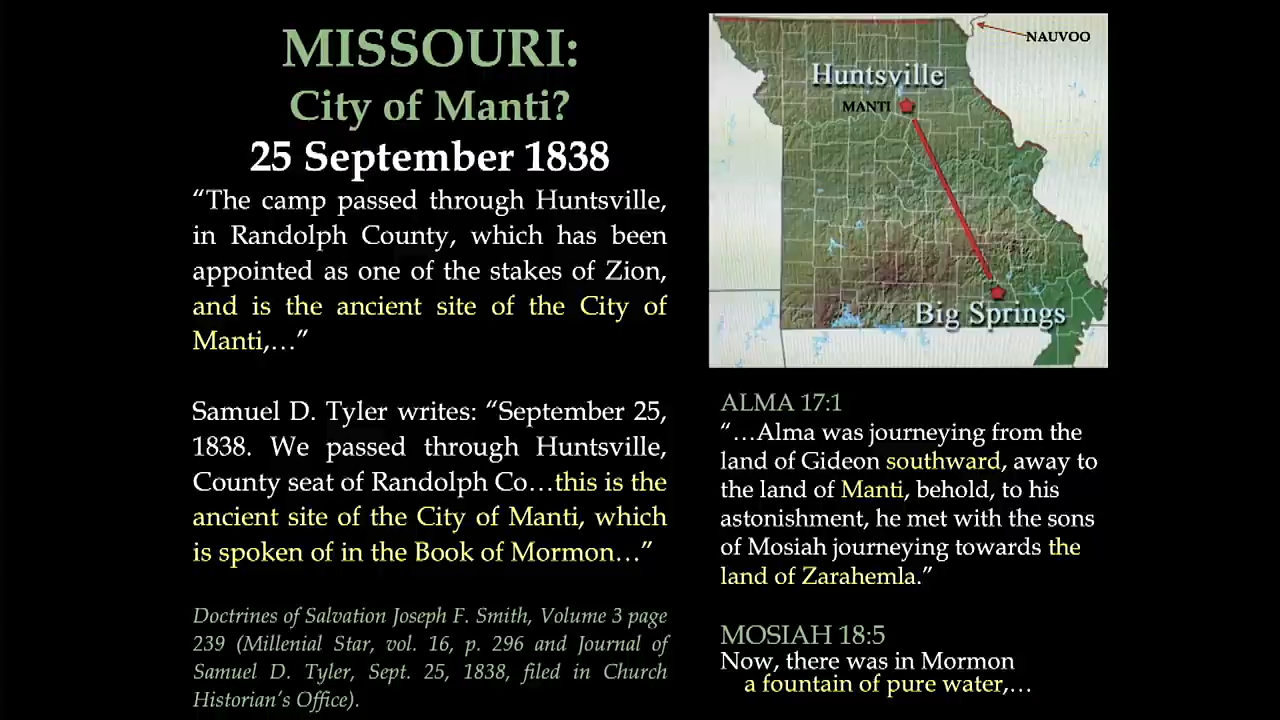 MISSOURI:
City of Manti?
25 September 1838
“The camp passed through Huntsville,
in Randolph County, which has been
appointed as one of the stakes of Zion,
and is the ancient site of the City of
Manti,…”
Samuel D. Tyler writes: “September 25,
1838. We passed through Huntsville,
County seat of Randolph Co…this is the
ancient site of the City of Manti, which
is spoken of in the Book of Mormon…”
Doctrines of Salvation Joseph F. Smith, Volume 3 page
239 (Millenial Star, vol. 16, p. 296 and Journal of
Samuel D. Tyler, Sept. 25, 1838, filed in Church
Historian’s Office).
NAUVOO
Huntsville
MANTI
Big Springs
ALMA 17:1
“…Alma was journeying from the
land of Gideon southward, away to
the land of Manti, behold, to his
astonishment, he met with the sons
of Mosiah journeying towards the
land of Zarahemla.”
MOSIAH 18:5
Now, there was in Mormon
a fountain of pure water,…